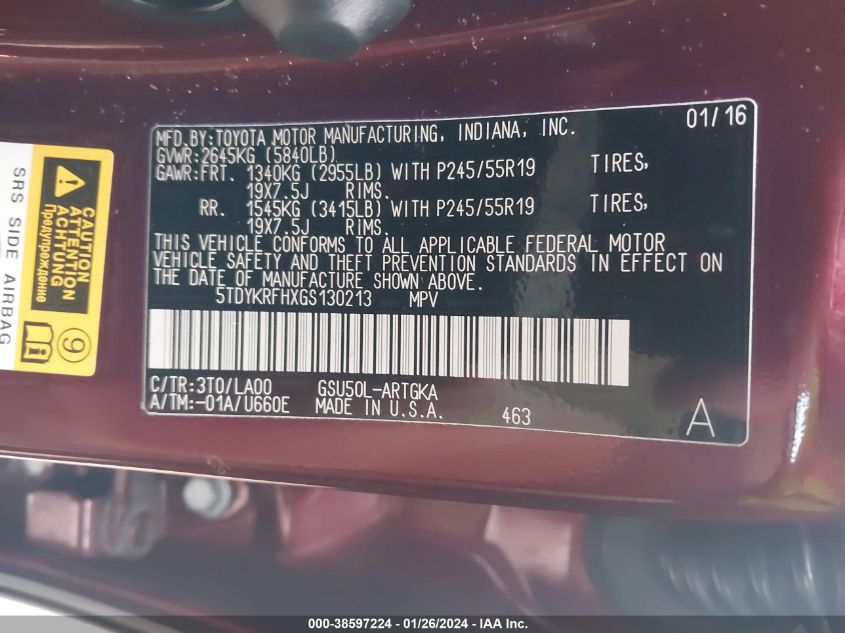 MFD.BY:TOYOTA MOTOR MANUFACTURING, INDIANA, INC. 01/16
GVWR:2645KG (5840LB)
GAWR:FRT. 1340KG (2955LB) WITH P245/55R19 TIRES,
19X7.5J RIMS.
RR. 1545KG (3415LB) WITH P245/55R19 TIRES,
19X7.5J RIMS.
THIS VEHICLE CONFORMS TO ALL APPLICABLE FEDERAL MOTOR
VEHICLE SAFETY AND THEFT PREVENTION STANDARDS IN EFFECT ON
THE DATE OF MANUFACTURE SHOWN ABOVE.
5TDYKRFHXGS130213 MPV
C/TR:3T0/LA00 GSU50L-ARTGKA
A/TM:-01A/U660E MADE IN U.S.A. 463 A
CAUTION
ATTENTION
ACHTUNG
Предупреждение
9
SRS SIDE AIRBAG
000-38597224 - 01/26/2024 - IAA Inc.